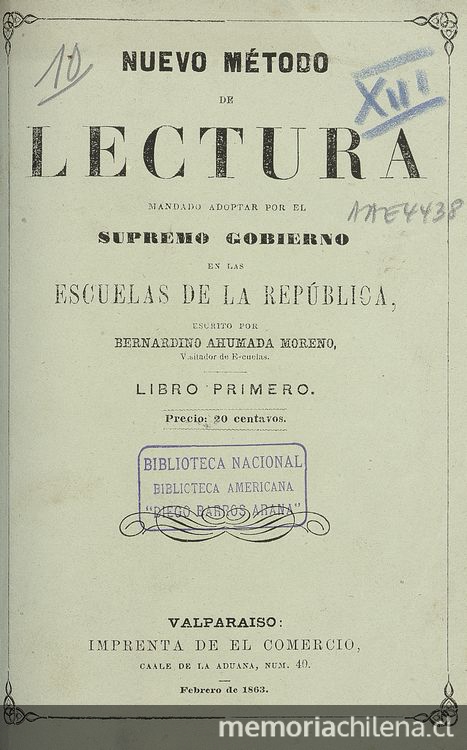 10
NUEVO MÉTODO
XIII
DE
LECTURA
MANDADO ADOPTAR POR EL
AAE4438
SUPREMO GOBIERNO
EN LAS
ESCUELAS DE LA REPÚBLICA,
ESCRITO POR
BERNARDINO AHUMADA MORENO,
Visitador de Escuelas.
LIBRO PRIMERO.
Precio: 20 centavos.
BIBLIOTECA NACIONAL
BIBLIOTECA AMERICANA
"DIEGO BARROS ARANA"
VALPARAISO:
IMPRENTA DE EL COMERCIO,
CAALE DE LA ADUANA, NUM. 40.
Febrero de 1863.
memoriachilena.cl